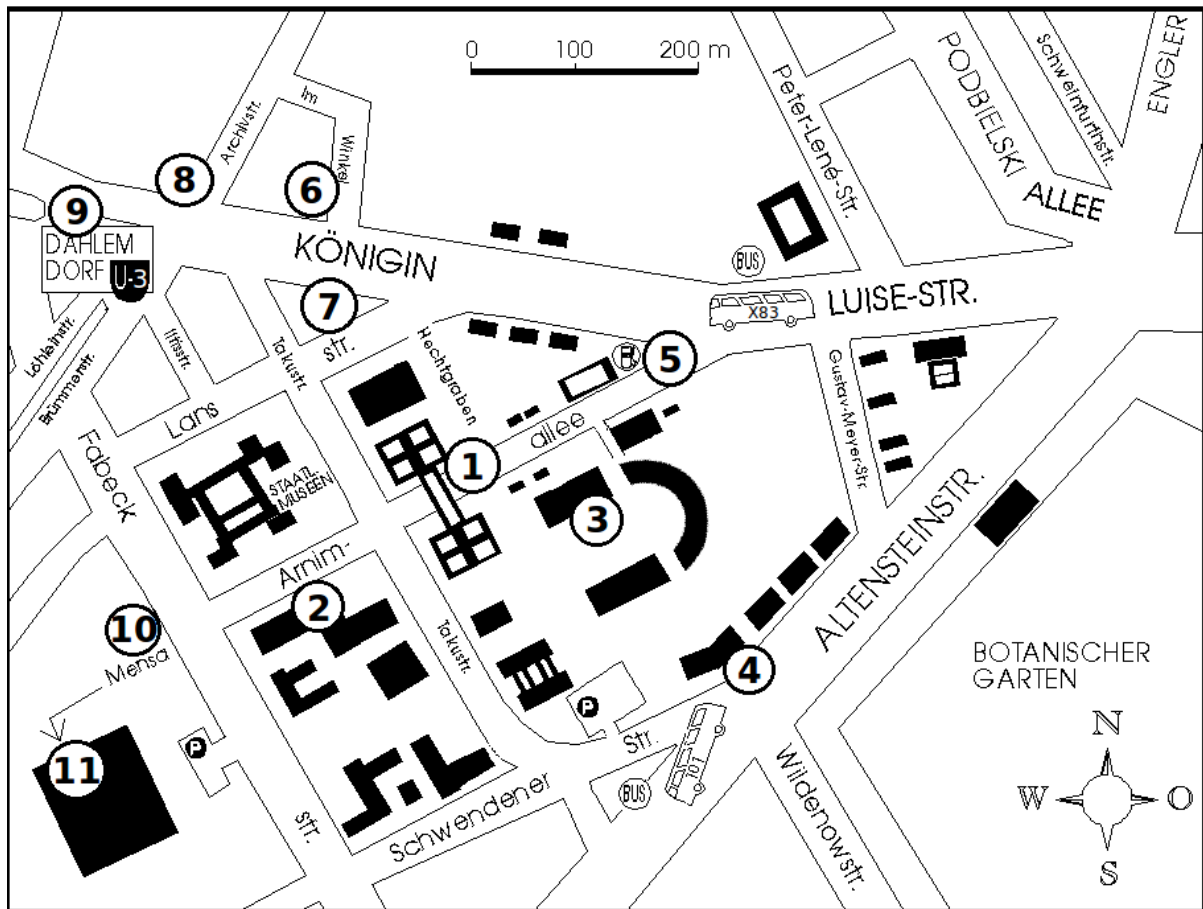 0 100 200 m
Archivstr.
Im
Winkel
Peter-Lené-Str.
PODBIELSKI
ALLEE
Schweinfurthstr.
ENGLER
8
6
9
DAHLEM
DORF
U-3
KÖNIGIN
BUS
X83
LUISE-STR.
7
str.
Löhleinstr.
Brümmerstr.
Iltisstr.
Takustr.
Hechtgraben
5
Gustav-Meyer-Str.
Lans
Fabeck
STAATL.
MUSEEN
allee
1
3
Arnim-
2
10
Mensa
Takustr.
4
ALTENSTEINSTR.
BOTANISCHER
GARTEN
11
P
P
Str.
101
BUS
Schwendener
str.
Wildenowstr.
N
W
O
S